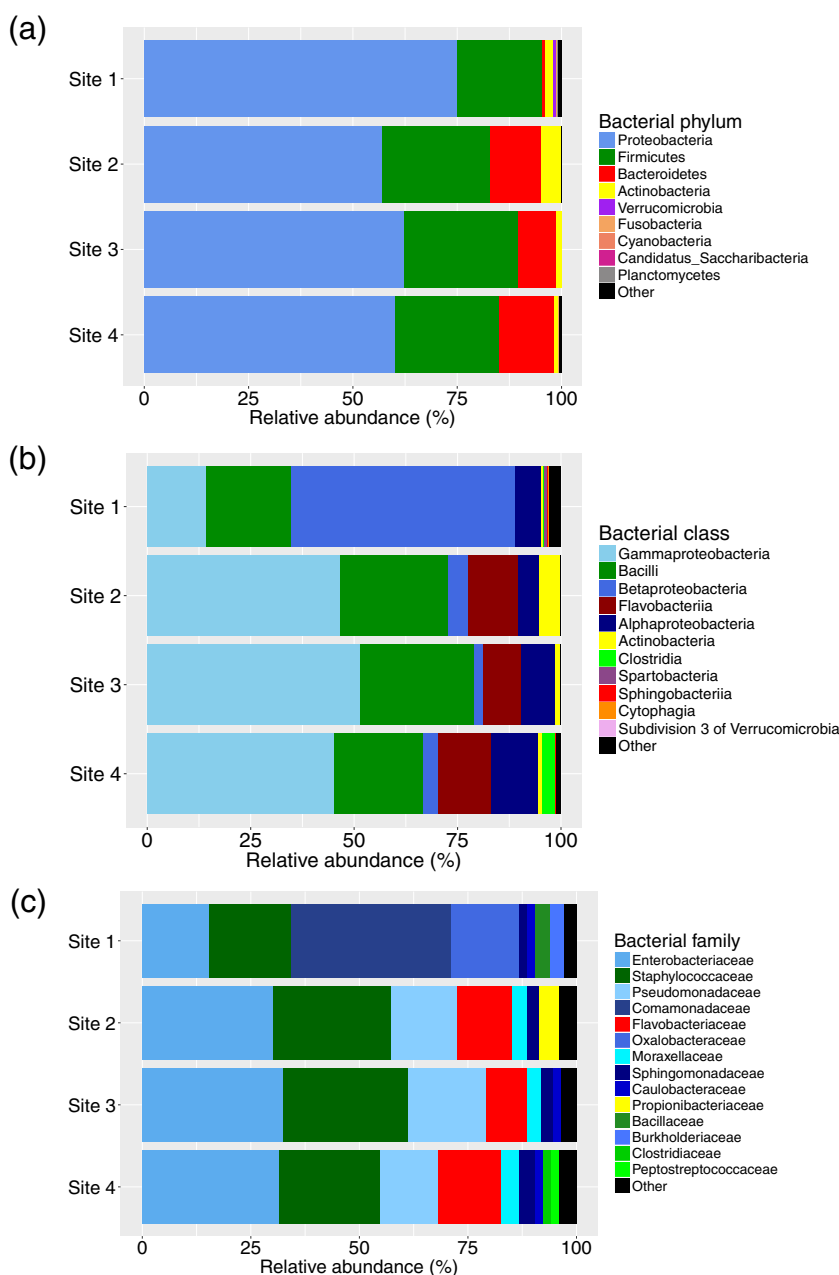 (a)
Site 1
Site 2
Site 3
Site 4
0 25 50 75 100
Relative abundance (%)
Bacterial phylum
Proteobacteria
Firmicutes
Bacteroidetes
Actinobacteria
Verrucomicrobia
Fusobacteria
Cyanobacteria
Candidatus_Saccharibacteria
Planctomycetes
Other
(b)
Site 1
Site 2
Site 3
Site 4
0 25 50 75 100
Relative abundance (%)
Bacterial class
Gammaproteobacteria
Bacilli
Betaproteobacteria
Flavobacteriia
Alphaproteobacteria
Actinobacteria
Clostridia
Spartobacteria
Sphingobacteriia
Cytophagia
Subdivision 3 of Verrucomicrobia
Other
(c)
Site 1
Site 2
Site 3
Site 4
0 25 50 75 100
Relative abundance (%)
Bacterial family
Enterobacteriaceae
Staphylococcaceae
Pseudomonadaceae
Comamonadaceae
Flavobacteriaceae
Oxalobacteraceae
Moraxellaceae
Sphingomonadaceae
Caulobacteraceae
Propionibacteriaceae
Bacillaceae
Burkholderiaceae
Clostridiaceae
Peptostreptococcaceae
Other